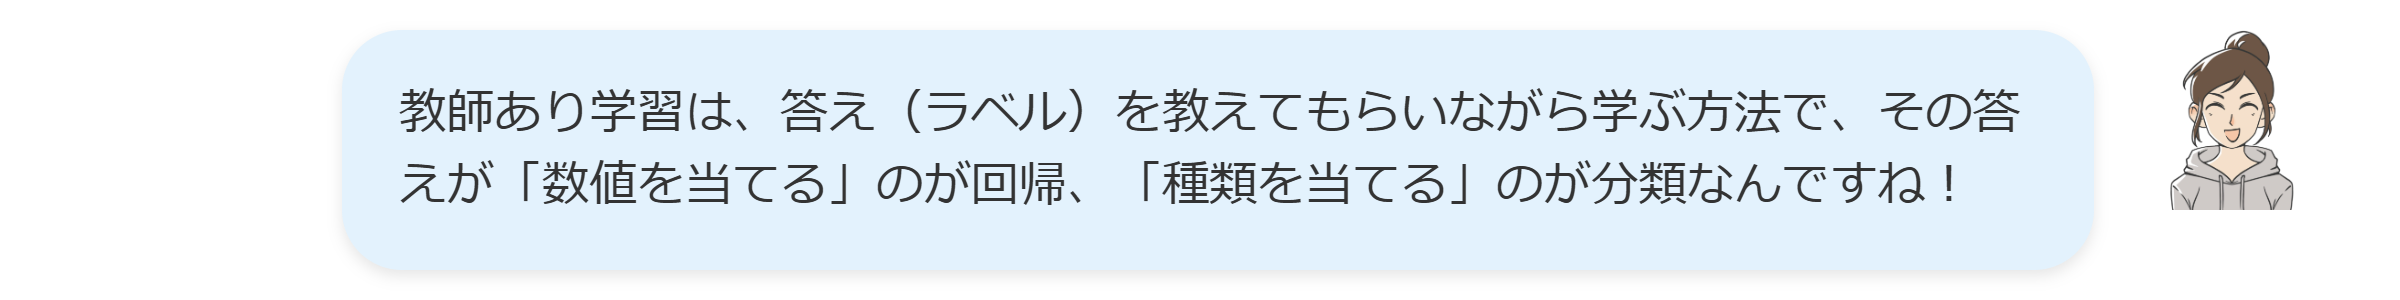 教師あり学習は、答え（ラベル）を教えてもらいながら学ぶ方法で、その答
えが「数値を当てる」のが回帰、「種類を当てる」のが分類なんですね！